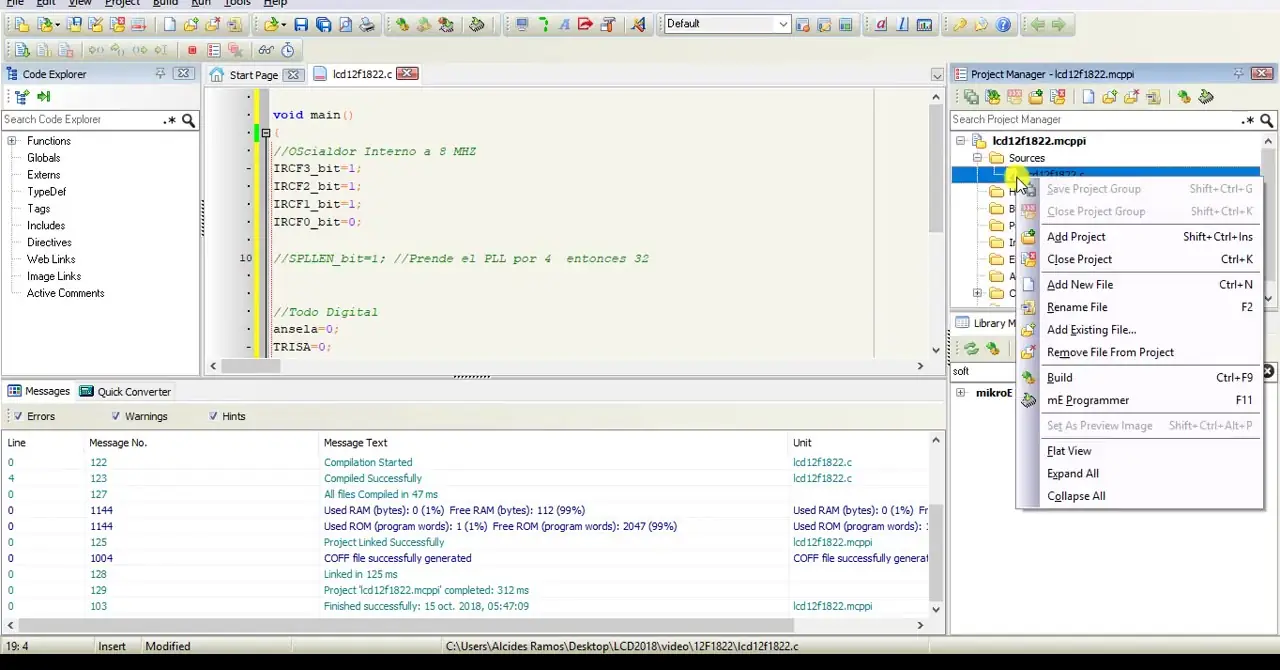 File Edit View Project Build Run Tools Help
Default
Code Explorer
Search Code Explorer
.*
Functions
Globals
Externs
TypeDef
Tags
Includes
Directives
Web Links
Image Links
Active Comments
Start Page
lcd12f1822.c
void main()
{
//OScialdor Interno a 8 MHZ
IRCF3_bit=1;
IRCF2_bit=1;
IRCF1_bit=1;
IRCF0_bit=0;
10 //SPLLEN_bit=1; //Prende el PLL por 4 entonces 32
//Todo Digital
ansela=0;
TRISA=0;
Project Manager - lcd12f1822.mcppi
Search Project Manager
.*
lcd12f1822.mcppi
Sources
lcd12f1822.c
Save Project Group Shift+Ctrl+G
Close Project Group Shift+Ctrl+K
Add Project Shift+Ctrl+Ins
Close Project Ctrl+K
Add New File Ctrl+N
Rename File F2
Add Existing File...
Remove File From Project
Build Ctrl+F9
mE Programmer F11
Set As Preview Image Shift+Ctrl+Alt+P
Flat View
Expand All
Collapse All
Library M
soft
mikroE
Messages Quick Converter
Errors Warnings Hints
Line Message No. Message Text Unit
0 122 Compilation Started lcd12f1822.c
4 123 Compiled Successfully lcd12f1822.c
0 127 All files Compiled in 47 ms
0 1144 Used RAM (bytes): 0 (1%) Free RAM (bytes): 112 (99%) Used RAM (bytes): 0 (1%) Fr
0 1144 Used ROM (program words): 1 (1%) Free ROM (program words): 2047 (99%) Used ROM (program words):
0 125 Project Linked Successfully lcd12f1822.mcppi
0 1004 COFF file successfully generated COFF file successfully generat
0 128 Linked in 125 ms
0 129 Project 'lcd12f1822.mcppi' completed: 312 ms
0 103 Finished successfully: 15 oct. 2018, 05:47:09 lcd12f1822.mcppi
19: 4 Insert Modified C:\Users\Alcides Ramos\Desktop\LCD2018\video\12F1822\lcd12f1822.c